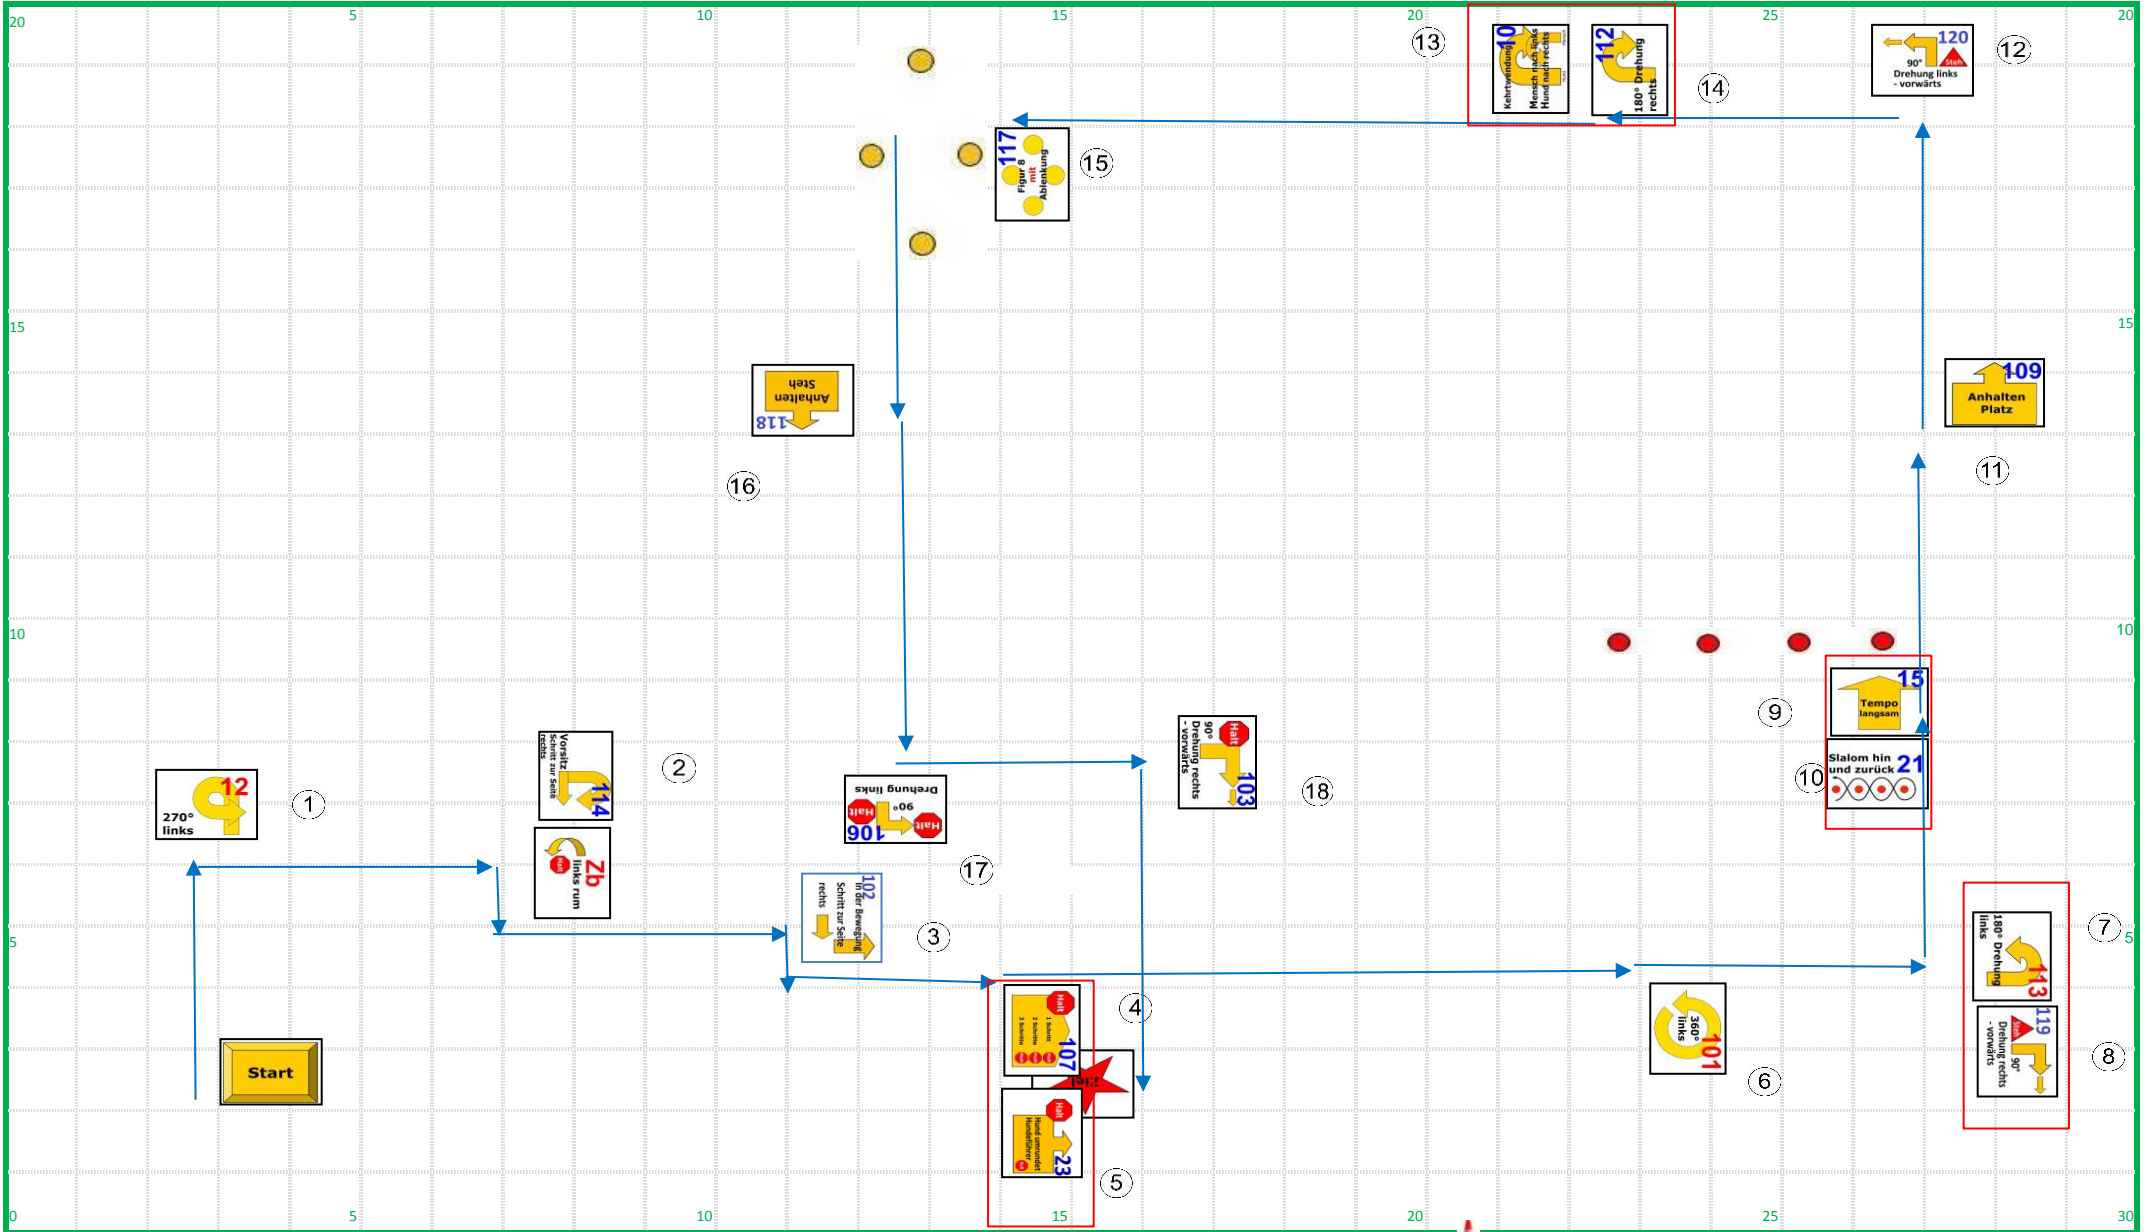 20
5
10
15
20
25
20
13
10
Kehrtwendung
Mensch nach links
Hund nach rechts
112
180° Drehung
rechts
14
120
Steh
90°
Drehung links
- vorwärts
12
117
Figur 8
mit
Ablenkung
15
15
15
118
Anhalten
Steh
16
109
Anhalten
Platz
11
10
10
9
15
Tempo
langsam
10
Slalom hin
und zurück 21
12
270°
links
1
Vorsitz
Schritt zur Seite
rechts
114
2
Zb
links rum
Halt
106
Halt
90°
Halt
Drehung links
17
Halt
90°
Drehung rechts
- vorwärts
103
18
102
In der Bewegung
Schritt zur Seite
rechts
3
5
5
7
180° Drehung
links
113
119
Steh
90°
Drehung rechts
- vorwärts
8
Start
4
Halt
1 Schritt
2 Schritte
3 Schritte
107
Ziel
Halt
Hund umrundet
Hundeführer
23
5
360°
links
101
6
0
5
10
15
20
25
30